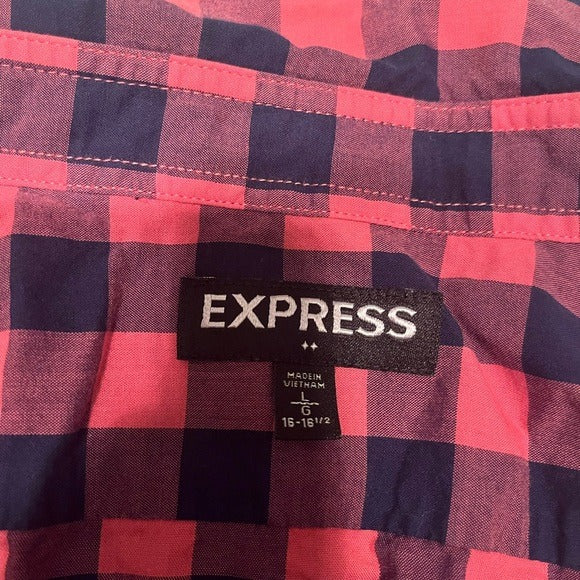 EXPRESS
MADE IN
VIETNAM
L
G
16-16 1/2